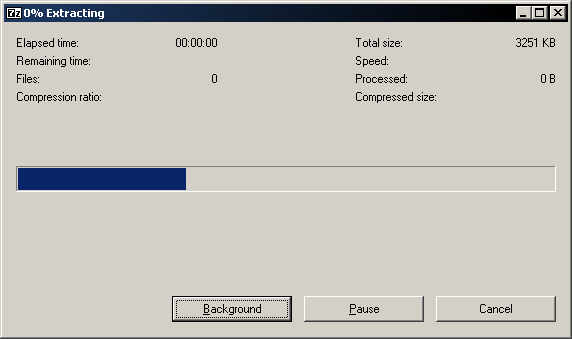 7z 0% Extracting
Elapsed time: 00:00:00 Total size: 3251 KB
Remaining time: Speed:
Files: 0 Processed: 0 B
Compression ratio: Compressed size:
Background Pause Cancel